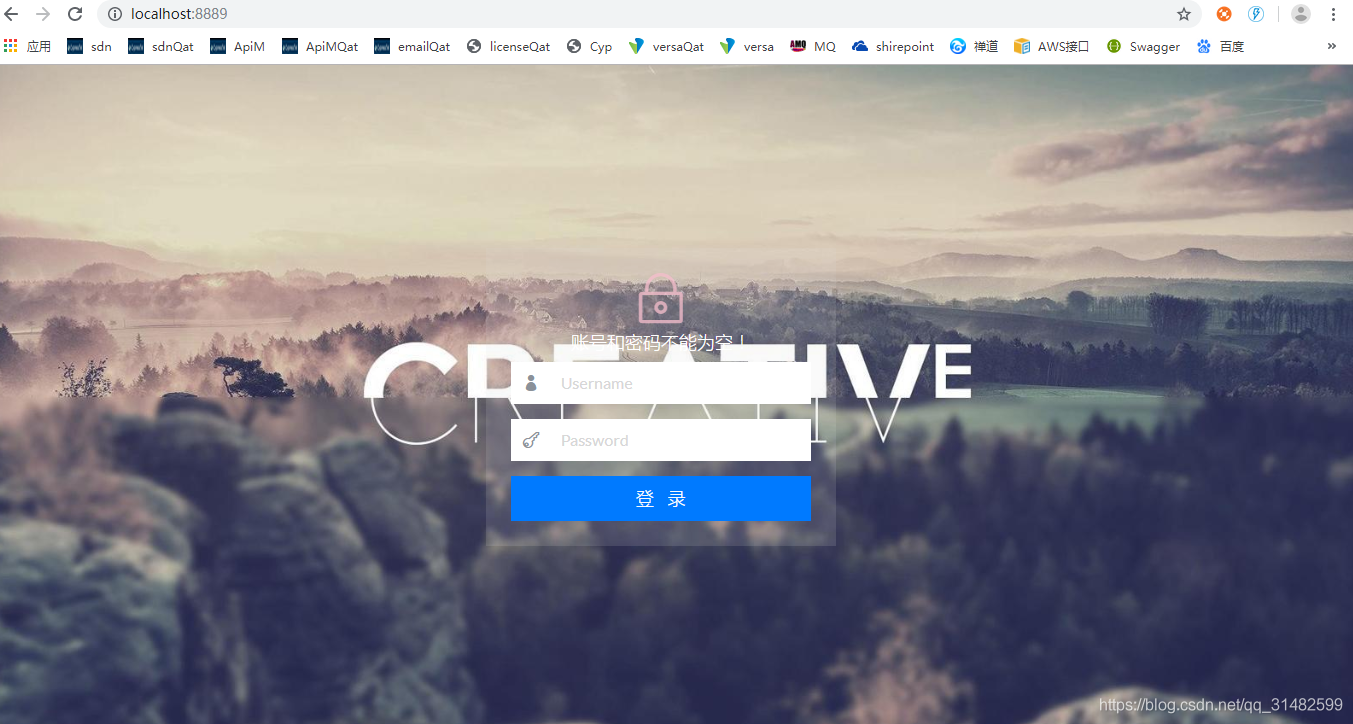 localhost:8889
应用 sdn sdnQat ApiM ApiMQat emailQat licenseQat Cyp versaQat versa MQ shirepoint 禅道 AWS接口 Swagger 百度 »
账号和密码不能为空！
CREATIVE
Username
Password
登 录
https://blog.csdn.net/qq_31482599